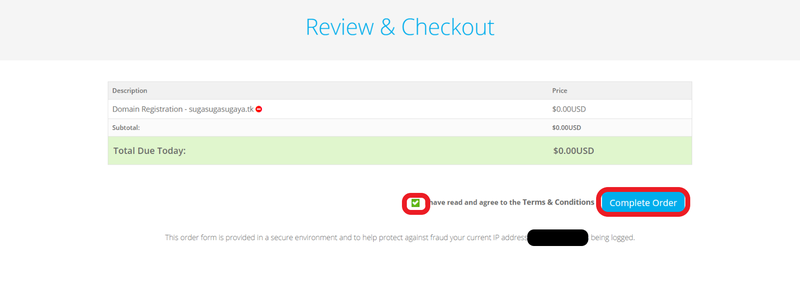 Review & Checkout
Description Price
Domain Registration - sugasugasugaya.tk $0.00USD
Subtotal: $0.00USD
Total Due Today: $0.00USD
have read and agree to the Terms & Conditions Complete Order
This order form is provided in a secure environment and to help protect against fraud your current IP address being logged.